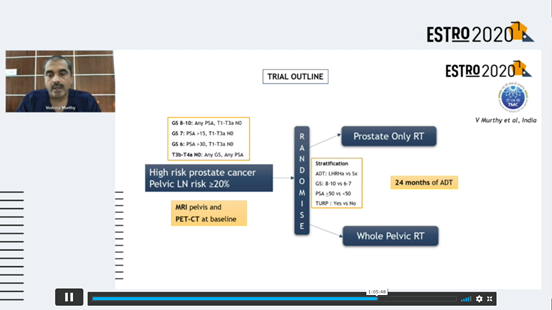 ESTRO2020
ESTRO2020
TRIAL OUTLINE
TMC
V Murthy et al, India
Vedang Murthy
GS 8-10: Any PSA, T1-T3a N0
GS 7: PSA >15, T1-T3a N0
GS 6: PSA >30, T1-T3a N0
T3b-T4a N0: Any GS, Any PSA
High risk prostate cancer
Pelvic LN risk ≥20%
MRI pelvis and
PET-CT at baseline
RANDOMISE
Prostate Only RT
Stratification
ADT: LHRHa vs Sx
GS: 8-10 vs 6-7
PSA ≥50 vs <50
TURP : Yes vs No
24 months of ADT
Whole Pelvic RT
1:05:46